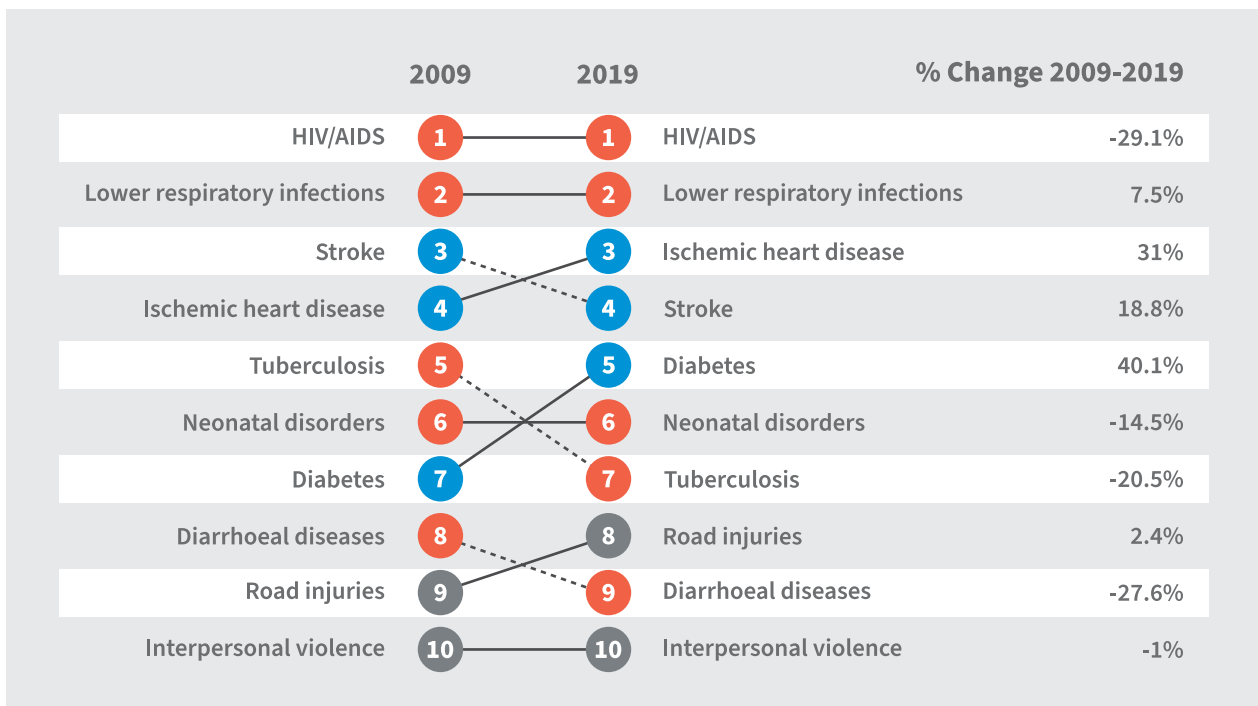 2009 2019 % Change 2009-2019
HIV/AIDS 1 1 HIV/AIDS -29.1%
Lower respiratory infections 2 2 Lower respiratory infections 7.5%
Stroke 3 3 Ischemic heart disease 31%
Ischemic heart disease 4 4 Stroke 18.8%
Tuberculosis 5 5 Diabetes 40.1%
Neonatal disorders 6 6 Neonatal disorders -14.5%
Diabetes 7 7 Tuberculosis -20.5%
Diarrhoeal diseases 8 8 Road injuries 2.4%
Road injuries 9 9 Diarrhoeal diseases -27.6%
Interpersonal violence 10 10 Interpersonal violence -1%